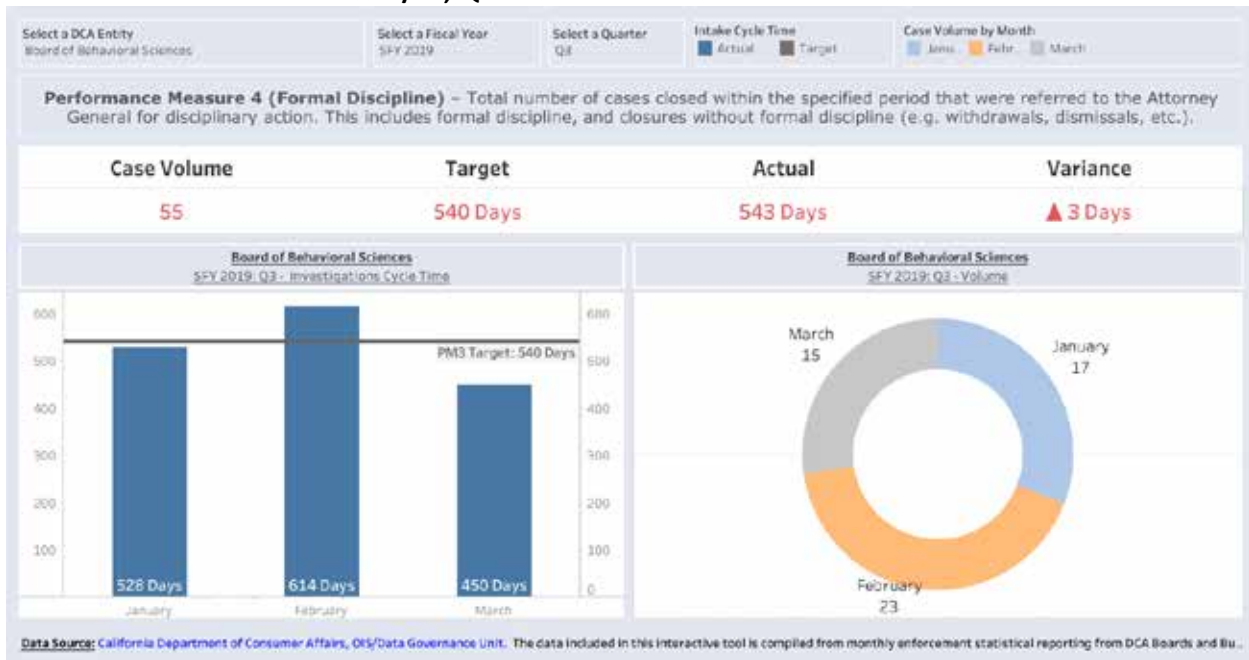 Select a DCA Entity
Board of Behavioral Sciences
Select a Fiscal Year
SFY 2019
Select a Quarter
Q3
Intake Cycle Time
Actual Target
Case Volume by Month
Janu.. Febr.. March
Performance Measure 4 (Formal Discipline) – Total number of cases closed within the specified period that were referred to the Attorney
General for disciplinary action. This includes formal discipline, and closures without formal discipline (e.g. withdrawals, dismissals, etc.).
Case Volume Target Actual Variance
55 540 Days 543 Days ▲ 3 Days
Board of Behavioral Sciences
SFY 2019: Q3 - Investigations Cycle Time
600
500
400
300
200
100
600
500
400
300
200
100
0
PM3 Target: 540 Days
528 Days 614 Days 450 Days
January February March
Board of Behavioral Sciences
SFY 2019: Q3 - Volume
March
15
January
17
February
23
Data Source: California Department of Consumer Affairs, OIS/Data Governance Unit. The data included in this interactive tool is compiled from monthly enforcement statistical reporting from DCA Boards and Bu..